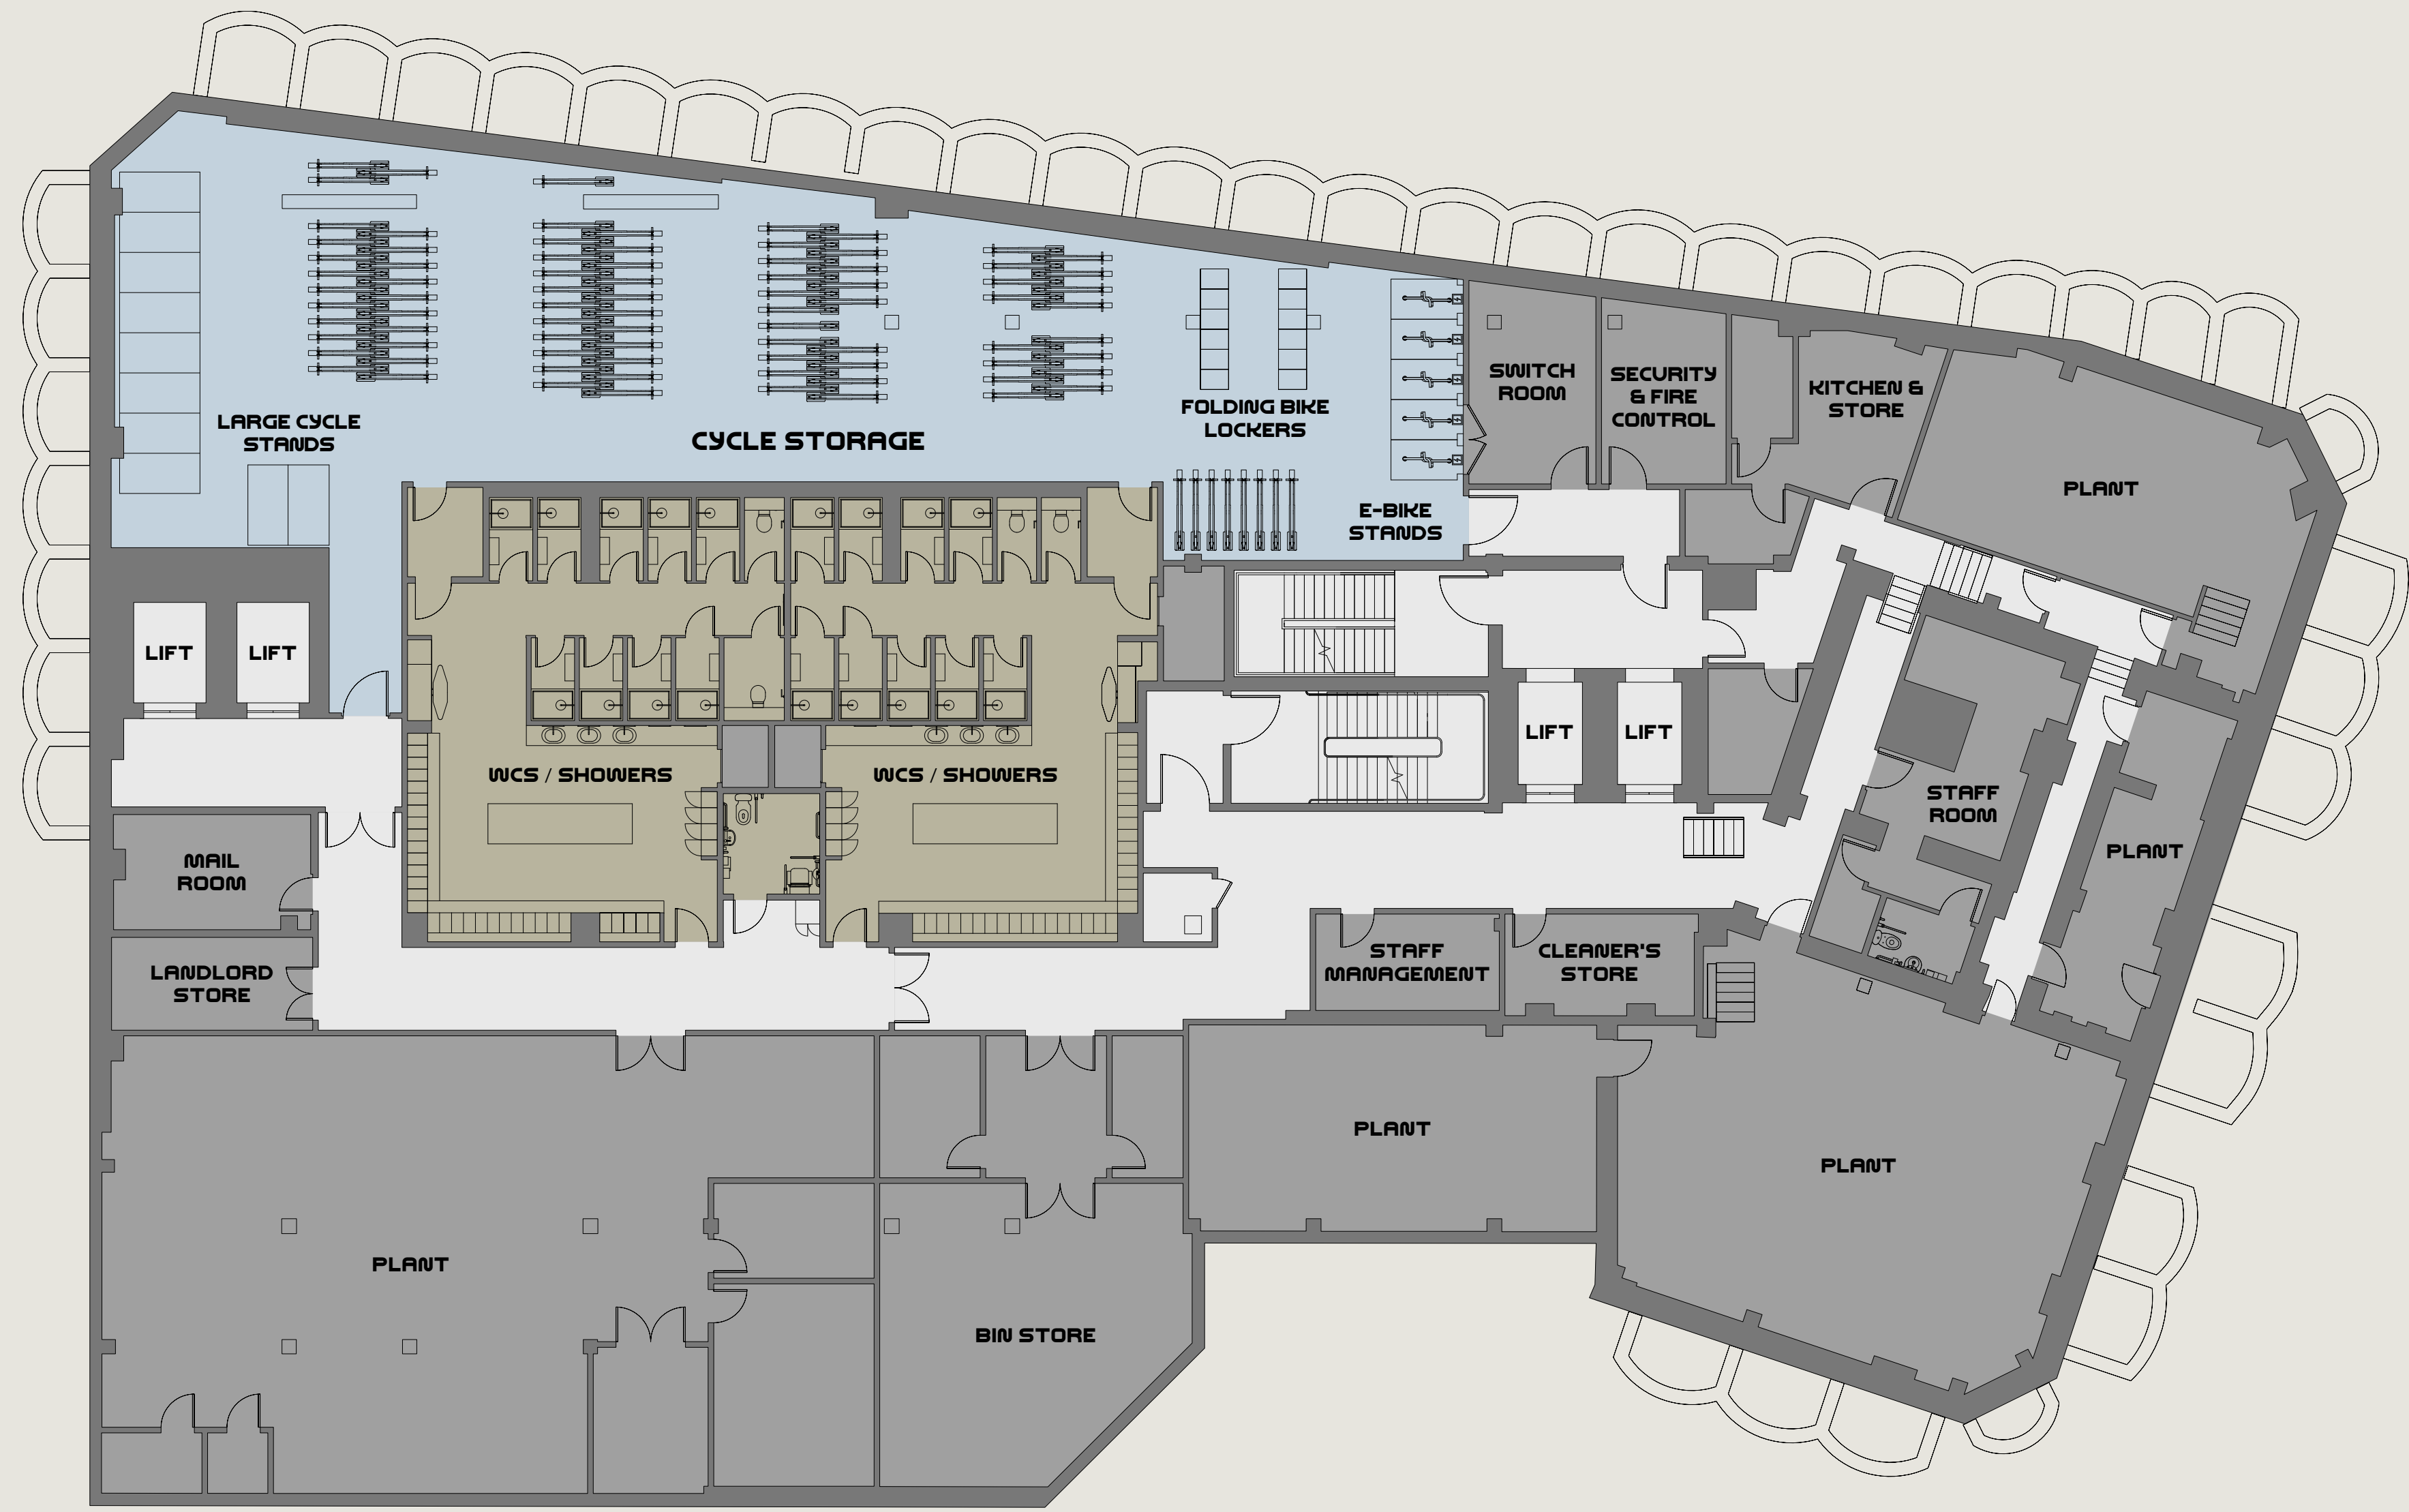 SWITCH
ROOM
SECURITY
& FIRE
CONTROL
KITCHEN &
STORE
LARGE CYCLE
STANDS
CYCLE STORAGE
FOLDING BIKE
LOCKERS
E-BIKE
STANDS
PLANT
LIFT
LIFT
LIFT
LIFT
WCS / SHOWERS
WCS / SHOWERS
STAFF
ROOM
PLANT
MAIL
ROOM
LANDLORD
STORE
STAFF
MANAGEMENT
CLEANER'S
STORE
PLANT
PLANT
PLANT
BIN STORE